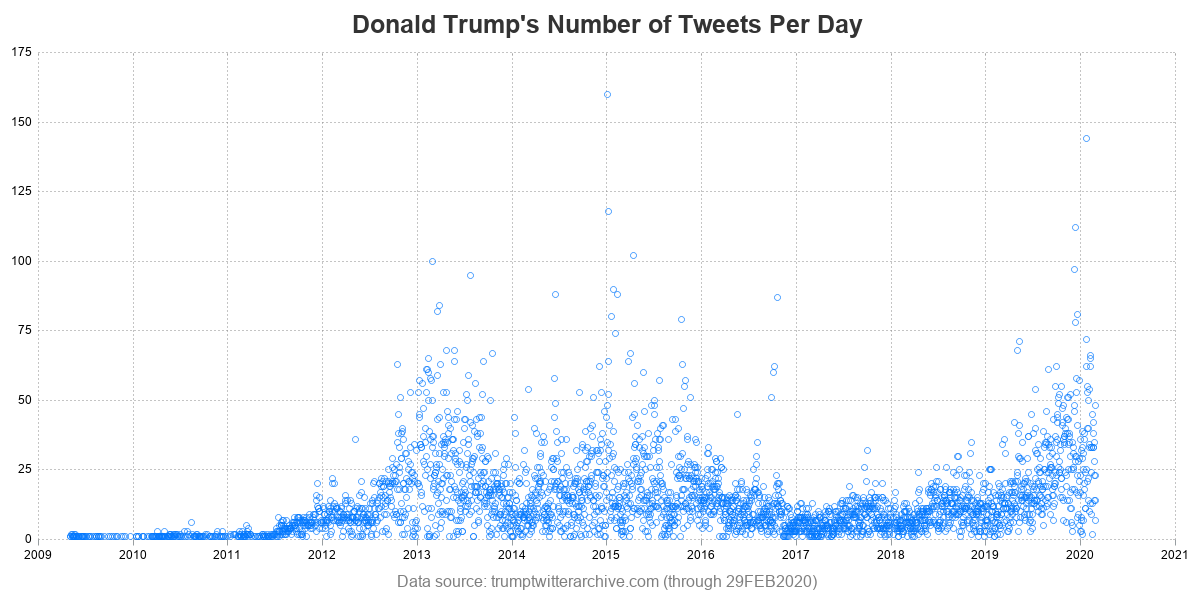 Donald Trump's Number of Tweets Per Day
175
150
125
100
75
50
25
0
2009 2010 2011 2012 2013 2014 2015 2016 2017 2018 2019 2020 2021
Data source: trumptwitterarchive.com (through 29FEB2020)